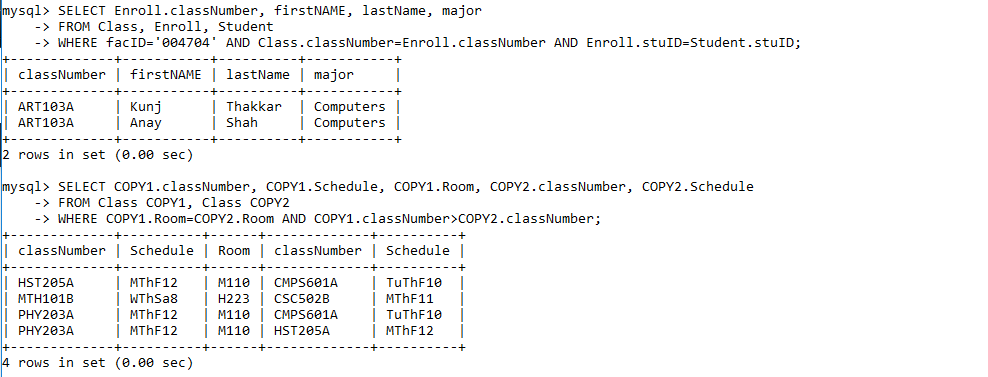 mysql> SELECT Enroll.classNumber, firstNAME, lastName, major
    -> FROM Class, Enroll, Student
    -> WHERE facID='004704' AND Class.classNumber=Enroll.classNumber AND Enroll.stuID=Student.stuID;
+-------------+-----------+----------+-----------+
| classNumber | firstNAME | lastName | major     |
+-------------+-----------+----------+-----------+
| ART103A     | Kunj      | Thakkar  | Computers |
| ART103A     | Anay      | Shah     | Computers |
+-------------+-----------+----------+-----------+
2 rows in set (0.00 sec)

mysql> SELECT COPY1.classNumber, COPY1.Schedule, COPY1.Room, COPY2.classNumber, COPY2.Schedule
    -> FROM Class COPY1, Class COPY2
    -> WHERE COPY1.Room=COPY2.Room AND COPY1.classNumber>COPY2.classNumber;
+-------------+----------+------+-------------+----------+
| classNumber | Schedule | Room | classNumber | Schedule |
+-------------+----------+------+-------------+----------+
| HST205A     | MThF12   | M110 | CMPS601A    | TuThF10  |
| MTH101B     | WThSa8   | H223 | CSC502B     | MThF11   |
| PHY203A     | MThF12   | M110 | CMPS601A    | TuThF10  |
| PHY203A     | MThF12   | M110 | HST205A     | MThF12   |
+-------------+----------+------+-------------+----------+
4 rows in set (0.00 sec)